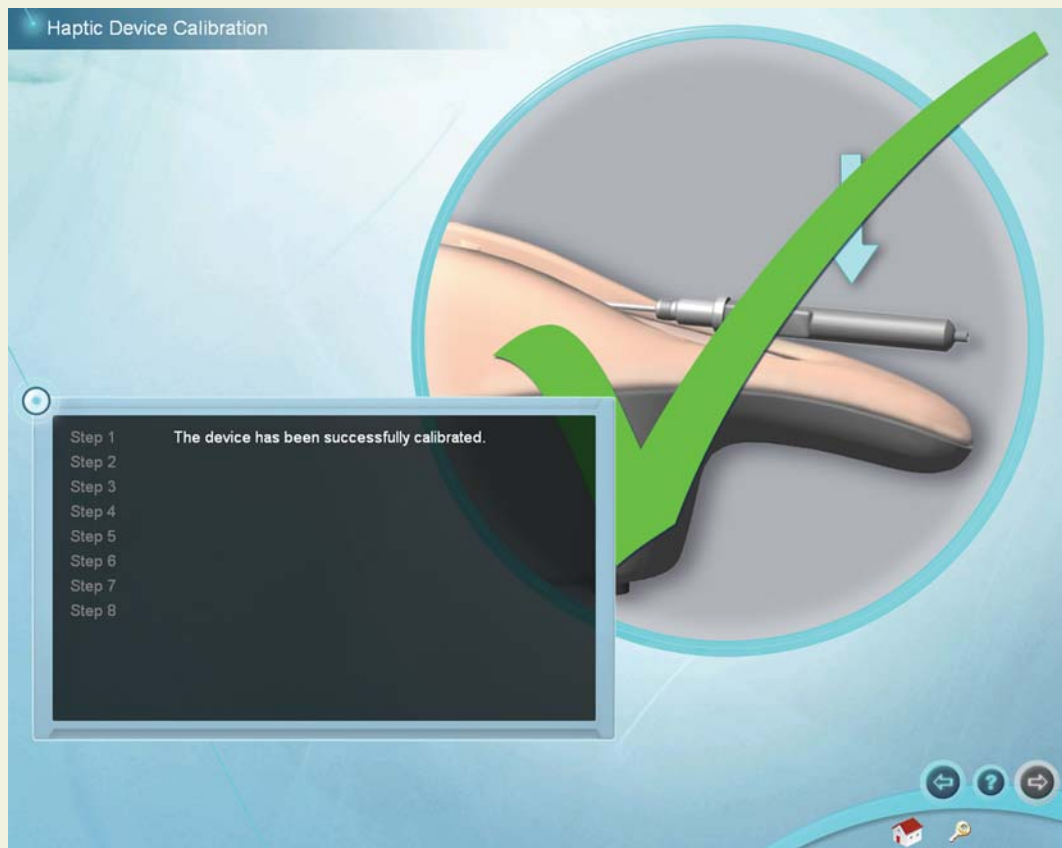 Haptic Device Calibration
Step 1 The device has been successfully calibrated.
Step 2
Step 3
Step 4
Step 5
Step 6
Step 7
Step 8
?